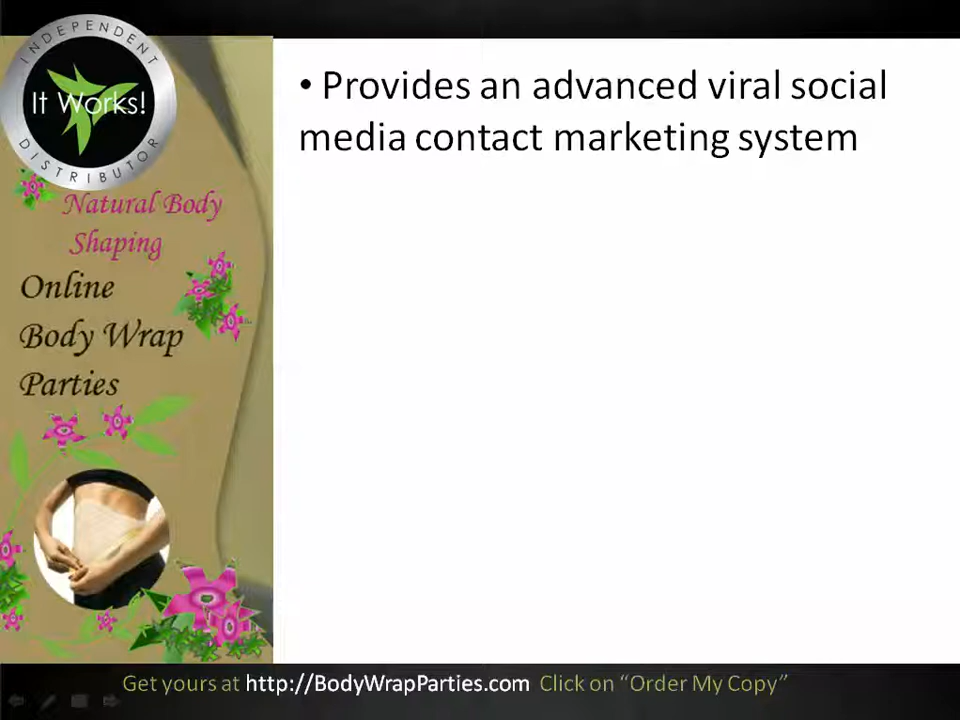 INDEPENDENT
It Works!
DISTRIBUTOR
Natural Body
Shaping
Online
Body Wrap
Parties
• Provides an advanced viral social
media contact marketing system
Get yours at http://BodyWrapParties.com Click on “Order My Copy”